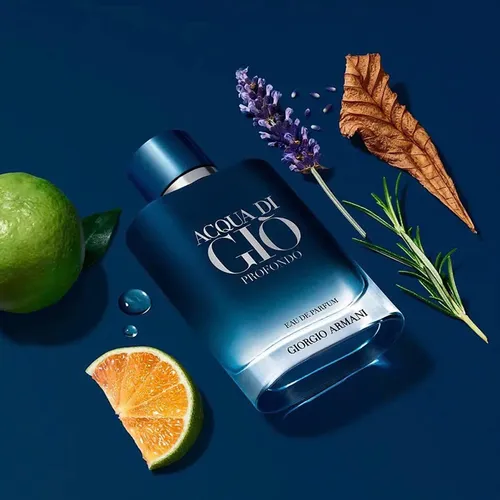 ACQUA DI
GIÒ
PROFONDO
EAU DE PARFUM
GIORGIO ARMANI